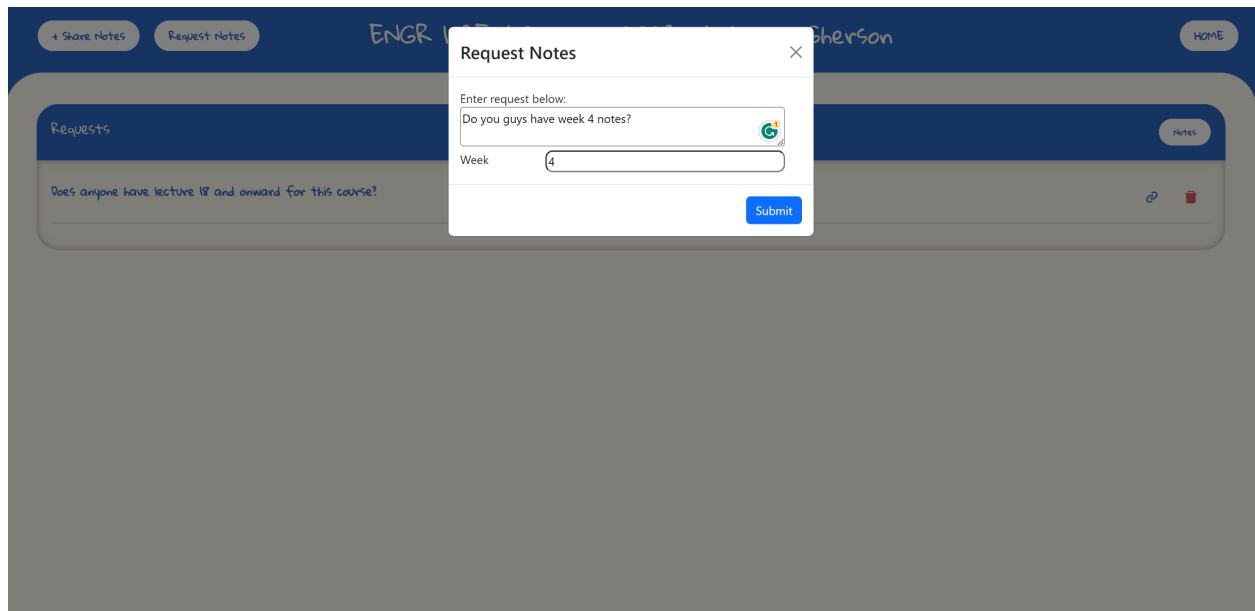 + Share Notes
Request Notes
ENGR
Sherson
HOME
Request Notes
Enter request below:
Do you guys have week 4 notes?
Week
4
Submit
Requests
Notes
Does anyone have lecture 18 and onward for this course?